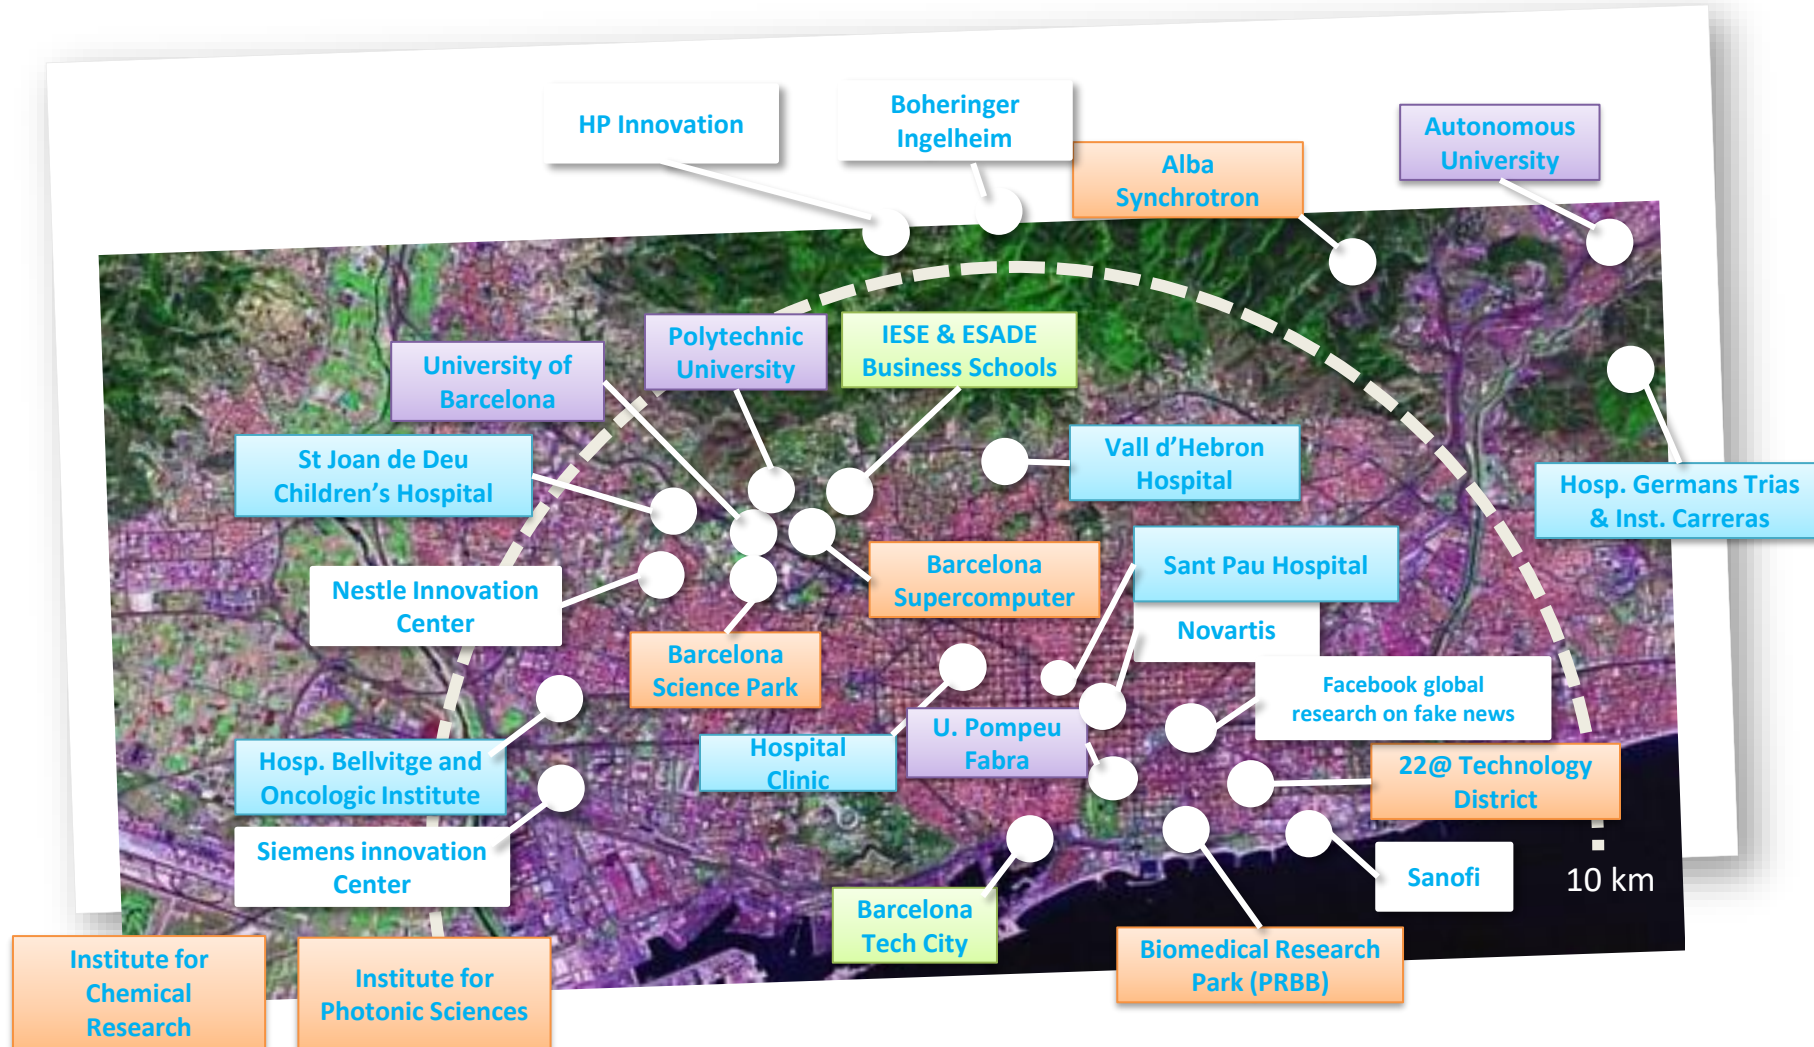 HP Innovation
Boheringer
Ingelheim
Autonomous
University
Alba
Synchrotron
Polytechnic
University
IESE & ESADE
Business Schools
University of
Barcelona
St Joan de Deu
Children's Hospital
Vall d'Hebron
Hospital
Hosp. Germans Trias
& Inst. Carreras
Nestle Innovation
Center
Barcelona
Supercomputer
Sant Pau Hospital
Novartis
Barcelona
Science Park
Facebook global
research on fake news
Hosp. Bellvitge and
Oncologic Institute
Hospital
Clinic
U. Pompeu
Fabra
22@ Technology
District
Siemens innovation
Center
Sanofi
10 km
Barcelona
Tech City
Biomedical Research
Park (PRBB)
Institute for
Chemical
Research
Institute for
Photonic Sciences